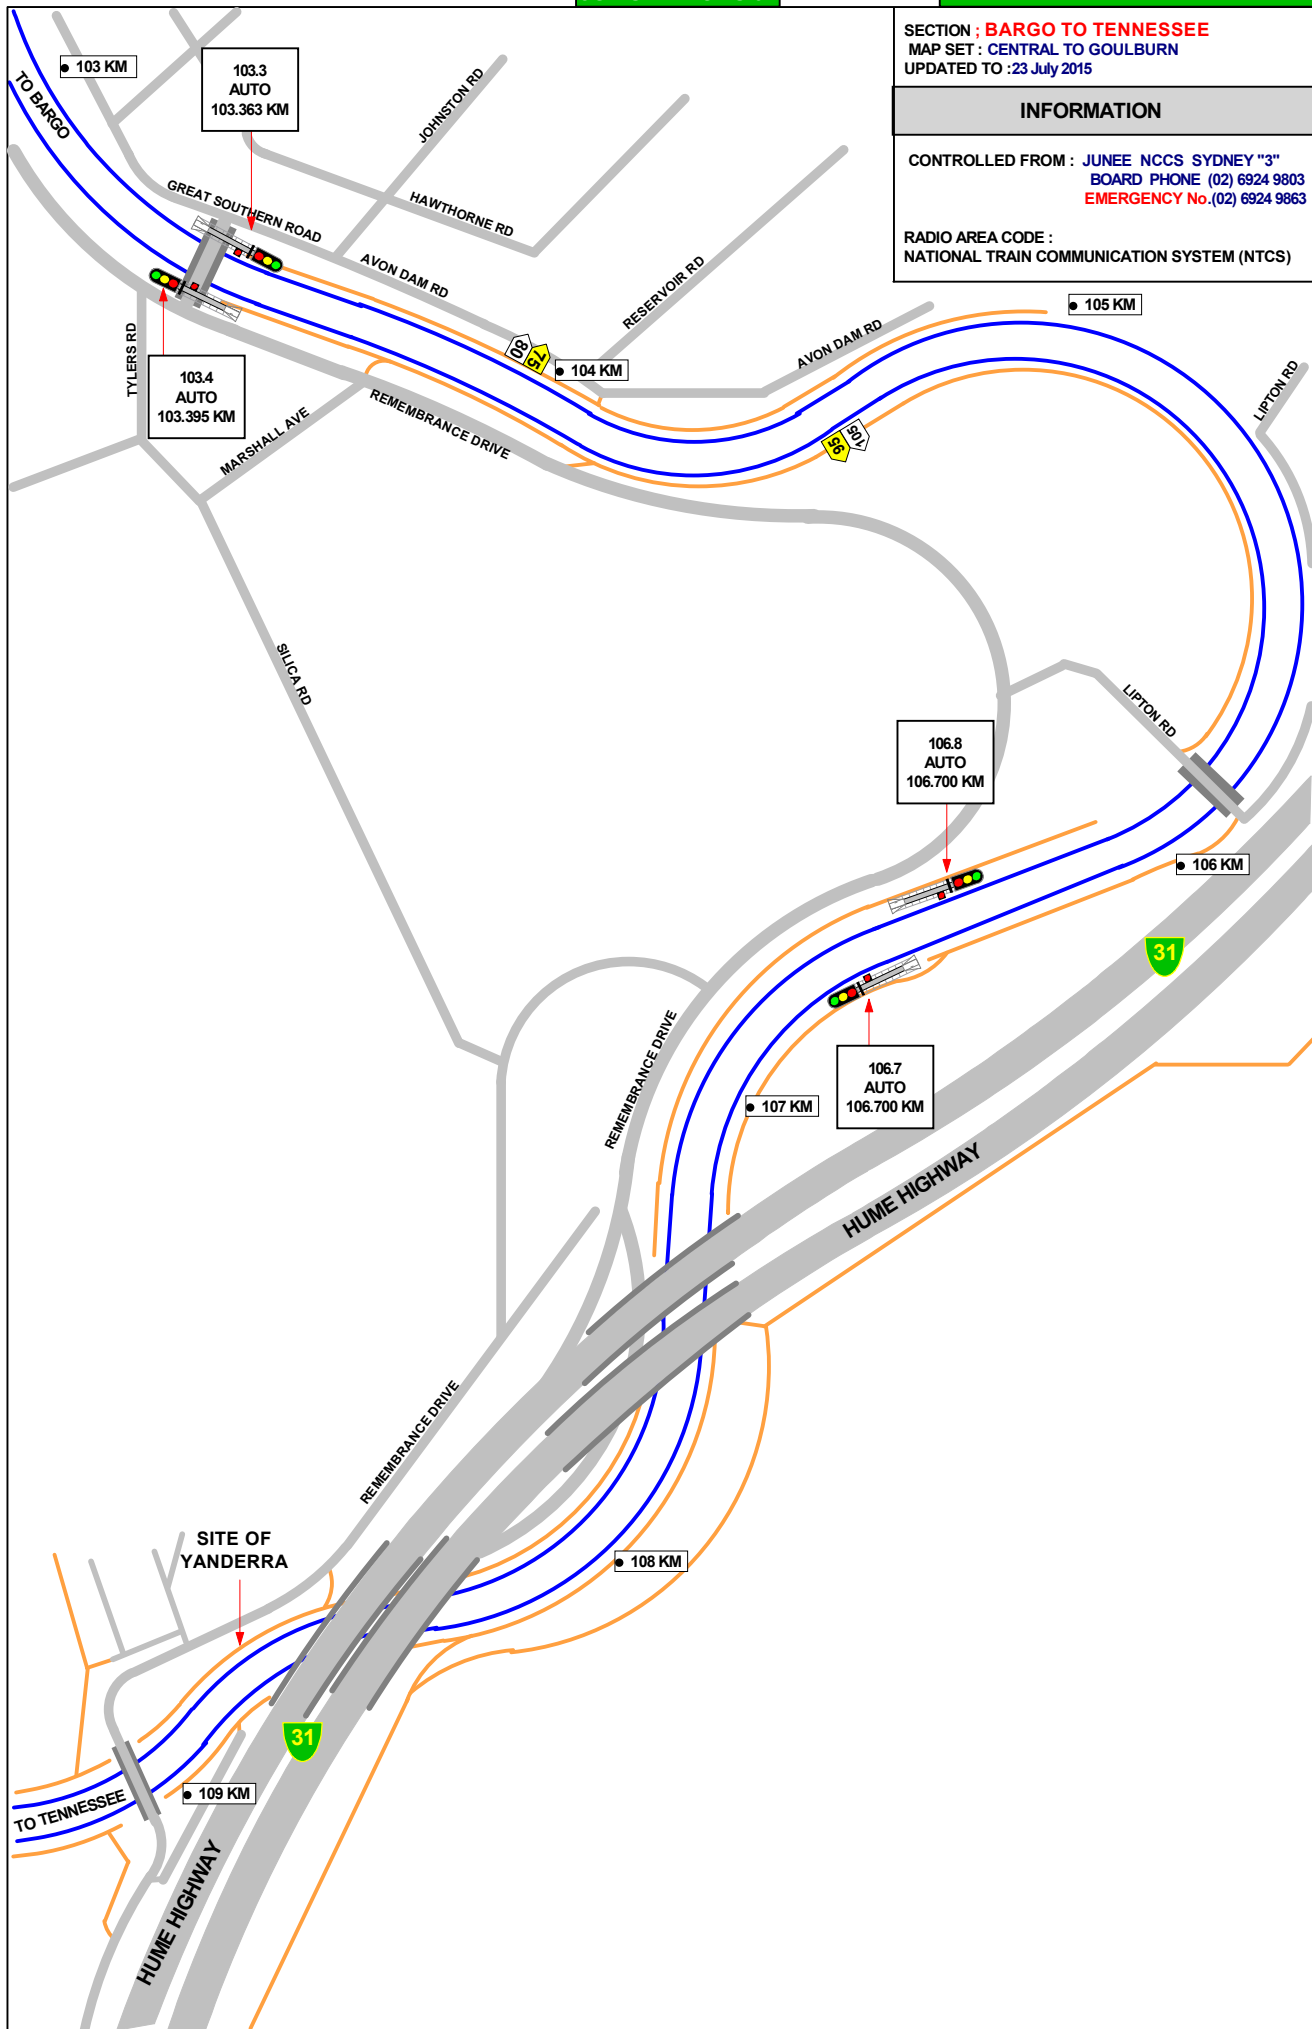 SECTION ; BARGO TO TENNESSEE
MAP SET : CENTRAL TO GOULBURN
UPDATED TO :23 July 2015
INFORMATION
CONTROLLED FROM : JUNEE NCCS SYDNEY "3"
BOARD PHONE (02) 6924 9803
EMERGENCY No.(02) 6924 9863
RADIO AREA CODE :
NATIONAL TRAIN COMMUNICATION SYSTEM (NTCS)
103 KM
TO BARGO
103.3
AUTO
103.363 KM
JOHNSTON RD
GREAT SOUTHERN ROAD
HAWTHORNE RD
AVON DAM RD
RESERVOIR RD
105 KM
TYLERS RD
80
75
104 KM
AVON DAM RD
LIPTON RD
103.4
AUTO
103.395 KM
MARSHALL AVE
REMEMBRANCE DRIVE
95
105
SILICA RD
LIPTON RD
106.8
AUTO
106.700 KM
106 KM
31
REMEMBRANCE DRIVE
106.7
AUTO
106.700 KM
107 KM
HUME HIGHWAY
REMEMBRANCE DRIVE
SITE OF
YANDERRA
108 KM
31
109 KM
TO TENNESSEE
HUME HIGHWAY